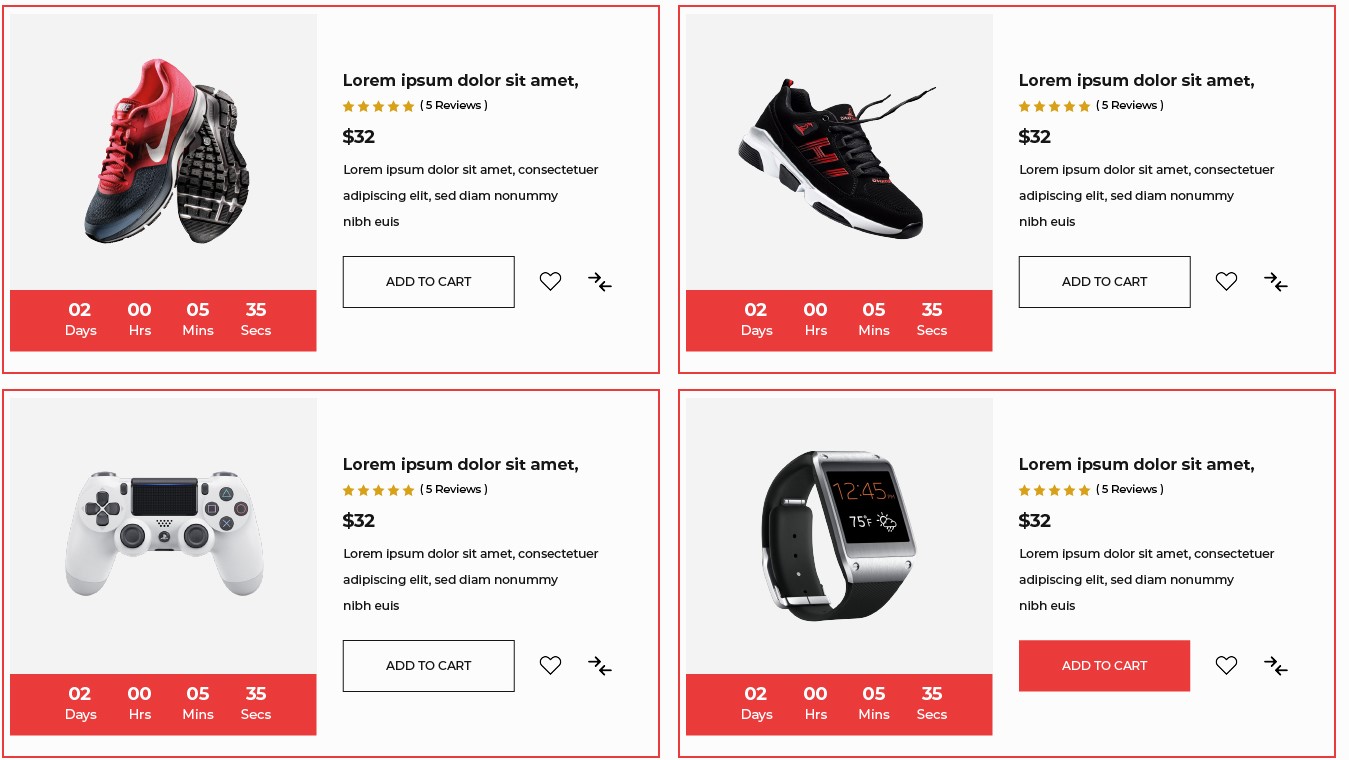 Lorem ipsum dolor sit amet,
( 5 Reviews )
$32
Lorem ipsum dolor sit amet, consectetuer
adipiscing elit, sed diam nonummy
nibh euis
ADD TO CART
02 00 05 35
Days Hrs Mins Secs
Lorem ipsum dolor sit amet,
( 5 Reviews )
$32
Lorem ipsum dolor sit amet, consectetuer
adipiscing elit, sed diam nonummy
nibh euis
ADD TO CART
02 00 05 35
Days Hrs Mins Secs
Lorem ipsum dolor sit amet,
( 5 Reviews )
$32
Lorem ipsum dolor sit amet, consectetuer
adipiscing elit, sed diam nonummy
nibh euis
ADD TO CART
02 00 05 35
Days Hrs Mins Secs
12:45
75°F
Lorem ipsum dolor sit amet,
( 5 Reviews )
$32
Lorem ipsum dolor sit amet, consectetuer
adipiscing elit, sed diam nonummy
nibh euis
ADD TO CART
02 00 05 35
Days Hrs Mins Secs